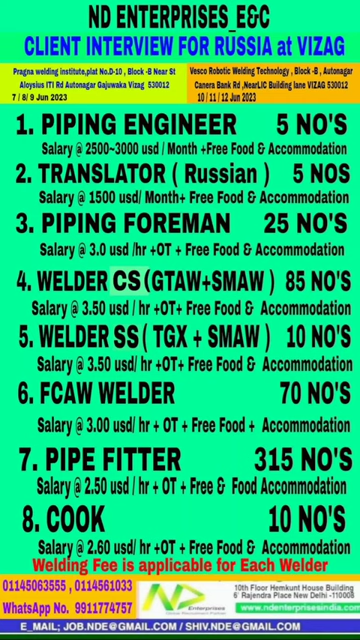 ND ENTERPRISES_E&C
CLIENT INTERVIEW FOR RUSSIA at VIZAG
Pragna welding institute,plat No.D-10 , Block -B Near St
Aloysius ITI Rd Autonagar Gajuwaka Vizag 530012
7 / 8/ 9 Jun 2023
Vesco Robotic Welding Technology , Block -B , Autonagar
Canera Bank Rd ,NearLIC Building lane VIZAG 530012
10 / 11 / 12 Jun 2023
1. PIPING ENGINEER 5 NO'S
Salary @ 2500~3000 usd / Month +Free Food & Accommodation
2. TRANSLATOR ( Russian ) 5 NOS
Salary @ 1500 usd/ Month+ Free Food & Accommodation
3. PIPING FOREMAN 25 NO'S
Salary @ 3.0 usd /hr +OT + Free Food & Accommodation
4. WELDER CS (GTAW+SMAW ) 85 NO'S
Salary @ 3.50 usd / hr +OT+ Free Food & Accommodation
5. WELDER SS ( TGX + SMAW ) 10 NO'S
Salary @ 3.50 usd/ hr +OT+ Free Food & Accommodation
6. FCAW WELDER 70 NO'S
Salary @ 3.00 usd/ hr + OT + Free Food + Accommodation
7. PIPE FITTER 315 NO'S
Salary @ 2.50 usd / hr + OT + Free & Food Accommodation
8. COOK 10 NO'S
Salary @ 2.60 usd/ hr +OT + Free Food & Accommodation
Welding Fee is applicable for Each Welder
01145063555 , 0114561033
WhatsApp No. 9911774757
ND Enterprises
10th Floor Hemkunt House Building
6' Rajendra Place New Delhi -110008
www.ndenterprisesindia.com
E_MAIL; JOB.NDE@GMAIL.COM / SHIV.NDE@GMAIL.COM